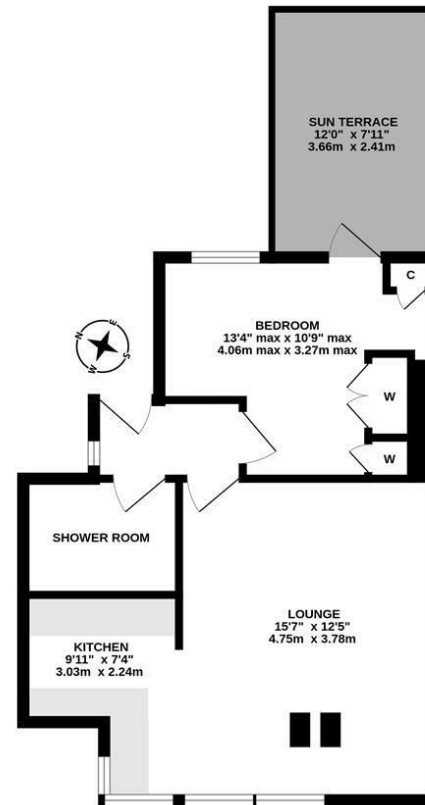 SUN TERRACE
12'0" x 7'11"
3.66m x 2.41m
C
BEDROOM
13'4" max x 10'9" max
4.06m max x 3.27m max
N
E
S
W
W
W
SHOWER ROOM
LOUNGE
15'7" x 12'5"
4.75m x 3.78m
KITCHEN
9'11" x 7'4"
3.03m x 2.24m